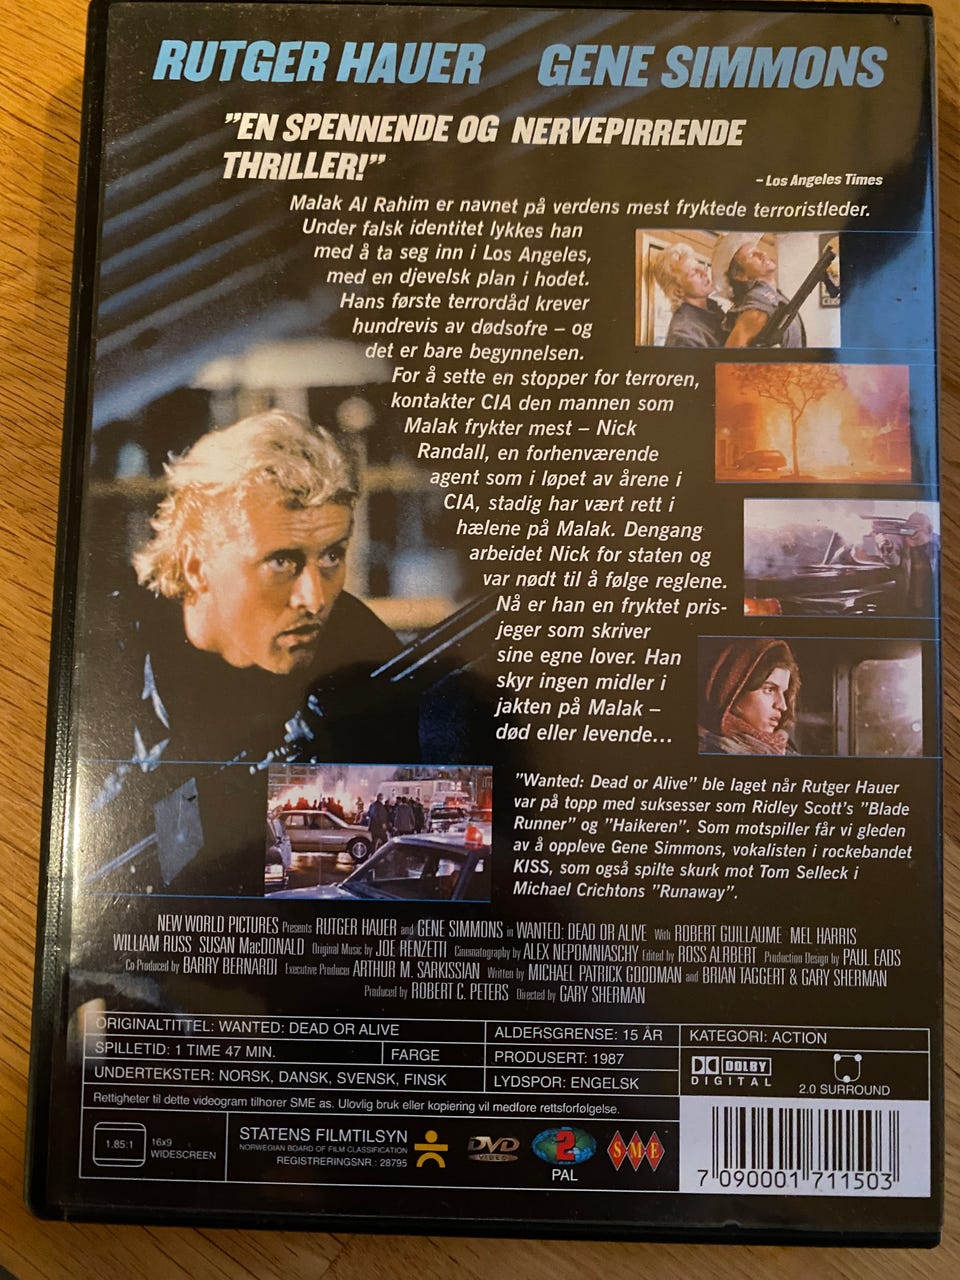 RUTGER HAUER GENE SIMMONS
"EN SPENNENDE OG NERVEPIRRENDE
THRILLER!"
– Los Angeles Times
Malak Al Rahim er navnet på verdens mest fryktede terroristleder.
Under falsk identitet lykkes han
med å ta seg inn i Los Angeles,
med en djevelsk plan i hodet.
Hans første terrordåd krever
hundrevis av dødsofre – og
det er bare begynnelsen.
For å sette en stopper for terroren,
kontakter CIA den mannen som
Malak frykter mest – Nick
Randall, en forhenværende
agent som i løpet av årene i
CIA, stadig har vært rett i
hælene på Malak. Dengang
arbeidet Nick for staten og
var nødt til å følge reglene.
Nå er han en fryktet pris-
jeger som skriver
sine egne lover. Han
skyr ingen midler i
jakten på Malak –
død eller levende...
"Wanted: Dead or Alive" ble laget når Rutger Hauer
var på topp med suksesser som Ridley Scott's "Blade
Runner" og "Haikeren". Som motspiller får vi gleden
av å oppleve Gene Simmons, vokalisten i rockebandet
KISS, som også spilte skurk mot Tom Selleck i
Michael Crichtons "Runaway".
NEW WORLD PICTURES Presents RUTGER HAUER and GENE SIMMONS in WANTED: DEAD OR ALIVE With ROBERT GUILLAUME MEL HARRIS
WILLIAM RUSS SUSAN MacDONALD Original Music by JOE RENZETTI Cinematography by ALEX NEPOMNIASCHY Edited by ROSS ALRBERT Production Design by PAUL EADS
Co-Produced by BARRY BERNARDI Executive Producer ARTHUR M. SARKISSIAN Written by MICHAEL PATRICK GOODMAN and BRIAN TAGGERT & GARY SHERMAN
Produced by ROBERT C. PETERS Directed by GARY SHERMAN
ORIGINALTITTEL: WANTED: DEAD OR ALIVE
ALDERSGRENSE: 15 ÅR
KATEGORI: ACTION
SPILLETID: 1 TIME 47 MIN.
FARGE
PRODUSERT: 1987
UNDERTEKSTER: NORSK, DANSK, SVENSK, FINSK
LYDSPOR: ENGELSK
DOLBY
DIGITAL
2.0 SURROUND
Rettigheter til dette videogram tilhører SME as. Ulovlig bruk eller kopiering vil medføre rettsforfølgelse.
1.85:1
16x9
WIDESCREEN
STATENS FILMTILSYN
NORWEGIAN BOARD OF FILM CLASSIFICATION
REGISTRERINGSNR.: 28795
DVD
VIDEO
2
PAL
SME
7 090001 711503